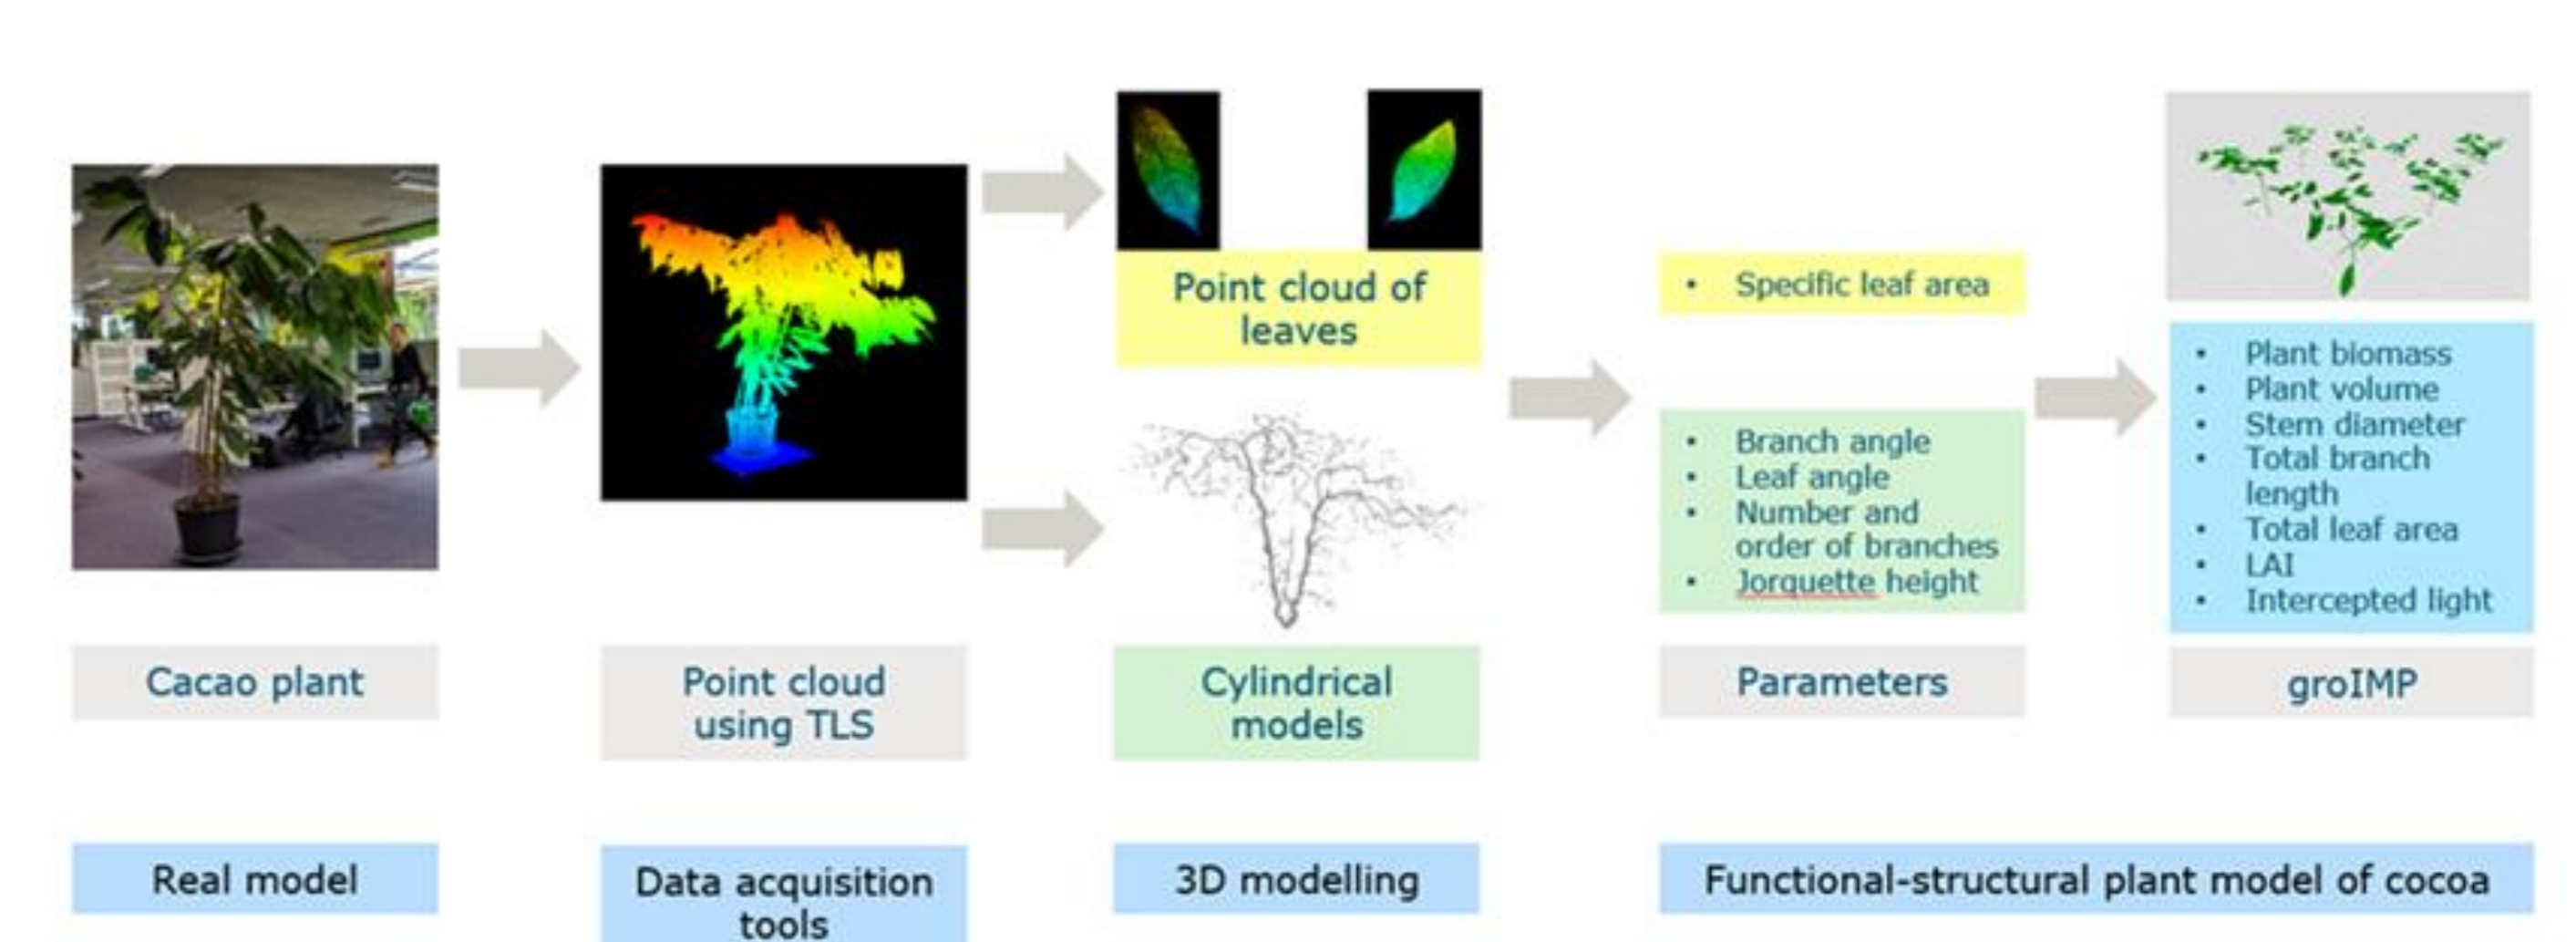 Point cloud of
leaves
• Specific leaf area
• Branch angle
• Leaf angle
• Number and
order of branches
• Jorquette height
• Plant biomass
• Plant volume
• Stem diameter
• Total branch
length
• Total leaf area
• LAI
• Intercepted light
Cacao plant
Point cloud
using TLS
Cylindrical
models
Parameters
groIMP
Real model
Data acquisition
tools
3D modelling
Functional-structural plant model of cocoa